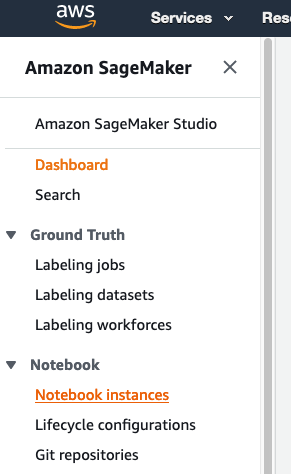 aws
Services
Amazon SageMaker
Amazon SageMaker Studio
Dashboard
Search
Ground Truth
Labeling jobs
Labeling datasets
Labeling workforces
Notebook
Notebook instances
Lifecycle configurations
Git repositories